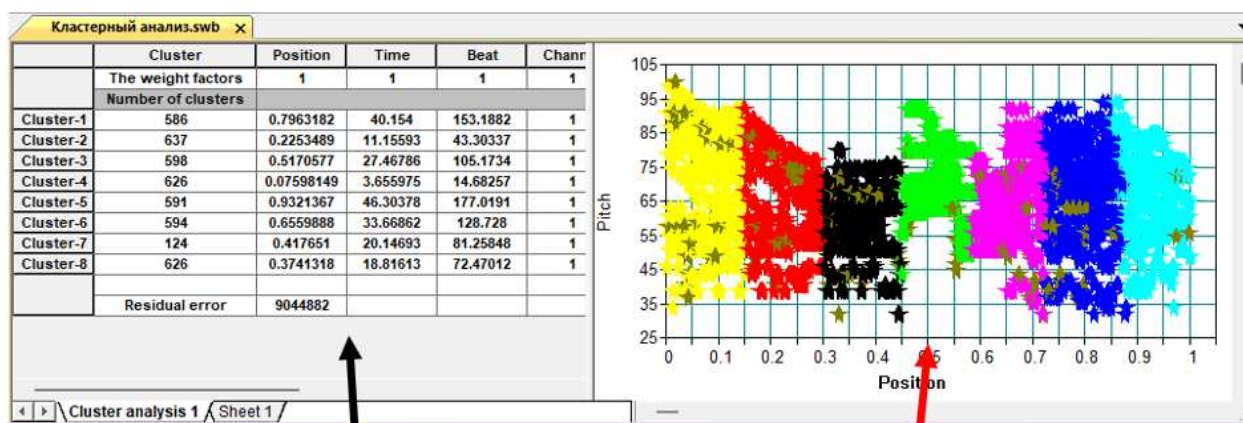 Кластерный анализ.swb x
Cluster Position Time Beat Chann
The weight factors 1 1 1 1
Number of clusters
Cluster-1 586 0.7963182 40.154 153.1882 1
Cluster-2 637 0.2253489 11.15593 43.30337 1
Cluster-3 598 0.5170577 27.46786 105.1734 1
Cluster-4 626 0.07598149 3.655975 14.68257 1
Cluster-5 591 0.9321367 46.30378 177.0191 1
Cluster-6 594 0.6559888 33.66862 128.728 1
Cluster-7 124 0.417651 20.14693 81.25848 1
Cluster-8 626 0.3741318 18.81613 72.47012 1
Residual error 9044882
Cluster analysis 1 Sheet 1
105
95
85
75
65
55
45
35
25
Pitch
0 0.1 0.2 0.3 0.4 0.5 0.6 0.7 0.8 0.9 1
Position